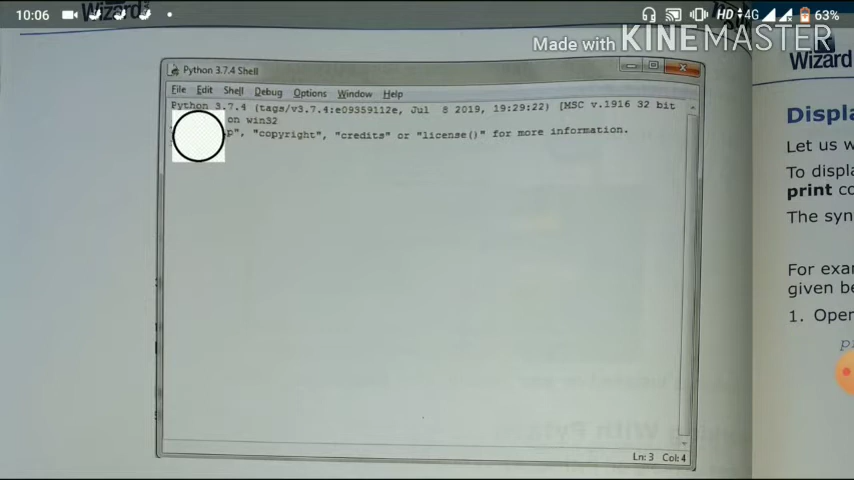 10:06 HD 4G 63%
Wizard
Made with KINEMASTER
Python 3.7.4 Shell
File Edit Shell Debug Options Window Help
Python 3.7.4 (tags/v3.7.4:e09359112e, Jul 8 2019, 19:29:22) [MSC v.1916 32 bit
on win32
p", "copyright", "credits" or "license()" for more information.
Ln: 3 Col: 4
Wizard
Displa
Let us w
To displa
print co
The syn
For exa
given be
1. Open